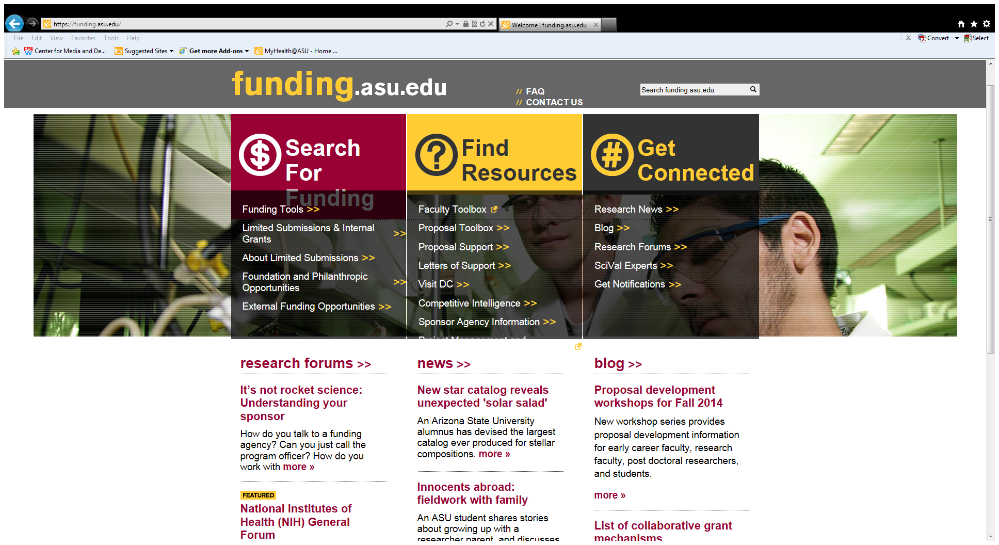 https://funding.asu.edu/
Welcome | funding.asu.edu
File Edit View Favorites Tools Help
Convert Select
Center for Media and De... Suggested Sites Get more Add-ons MyHealth@ASU - Home ...
funding.asu.edu
// FAQ
// CONTACT US
Search funding.asu.edu
$ Search
For
Funding
Funding Tools >>
Limited Submissions & Internal
Grants >>
About Limited Submissions >>
Foundation and Philanthropic
Opportunities >>
External Funding Opportunities >>
? Find
Resources
Faculty Toolbox
Proposal Toolbox >>
Proposal Support >>
Letters of Support >>
Visit DC >>
Competitive Intelligence >>
Sponsor Agency Information >>
Project Management and
# Get
Connected
Research News >>
Blog >>
Research Forums >>
SciVal Experts >>
Get Notifications >>
research forums >>
It’s not rocket science:
Understanding your
sponsor
How do you talk to a funding
agency? Can you just call the
program officer? How do you
work with more »
FEATURED
National Institutes of
Health (NIH) General
Forum
news >>
New star catalog reveals
unexpected 'solar salad'
An Arizona State University
alumnus has devised the largest
catalog ever produced for stellar
compositions. more »
Innocents abroad:
fieldwork with family
An ASU student shares stories
about growing up with a
researcher parent, and discusses
blog >>
Proposal development
workshops for Fall 2014
New workshop series provides
proposal development information
for early career faculty, research
faculty, post doctoral researchers,
and students.
more »
List of collaborative grant
mechanisms